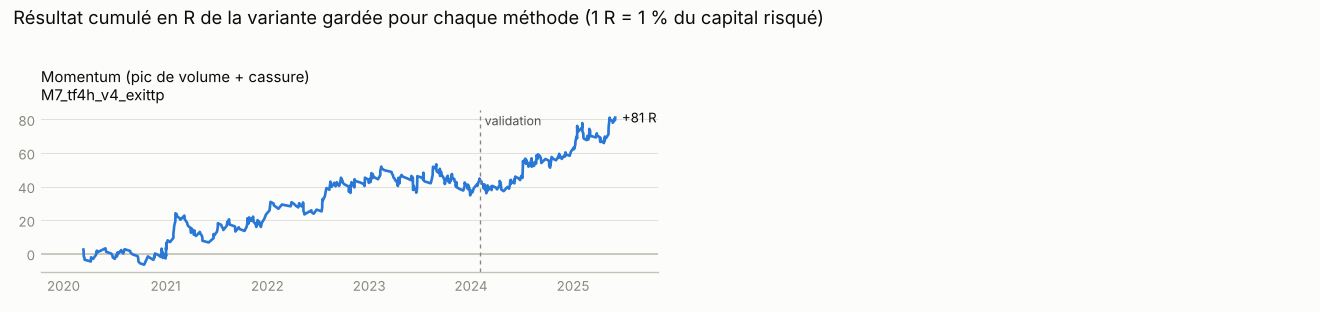 Résultat cumulé en R de la variante gardée pour chaque méthode (1 R = 1 % du capital risqué)
Momentum (pic de volume + cassure)
M7_tf4h_v4_exittp
80
validation
+81 R
60
40
20
0
2020
2021
2022
2023
2024
2025